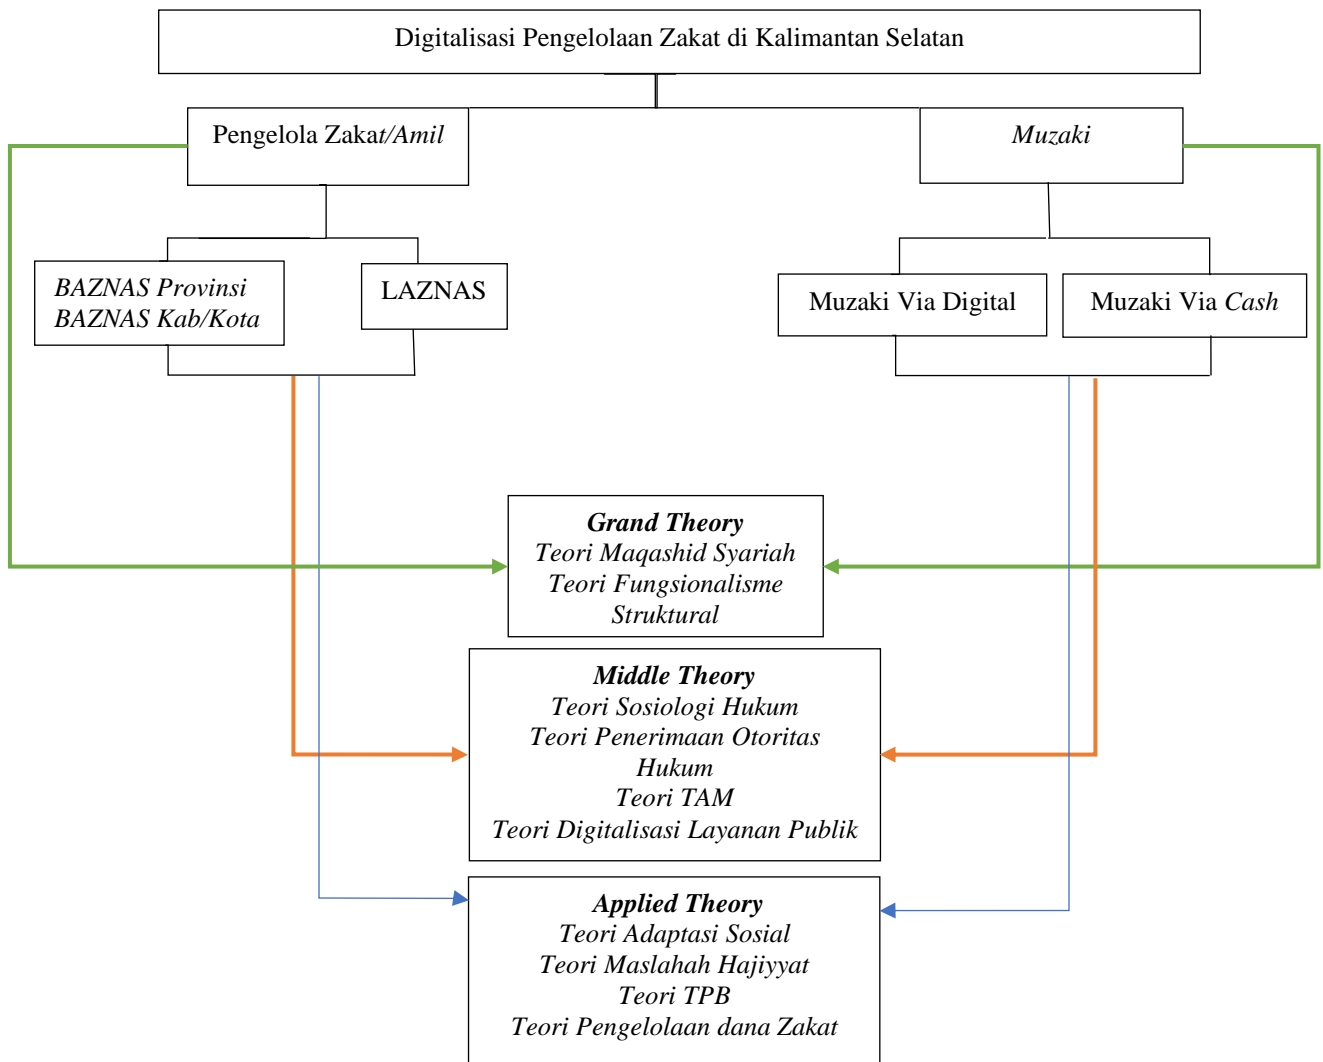 Digitalisasi Pengelolaan Zakat di Kalimantan Selatan
Pengelola Zakat/Amil
Muzaki
BAZNAS Provinsi
BAZNAS Kab/Kota
LAZNAS
Muzaki Via Digital
Muzaki Via Cash
Grand Theory
Teori Maqashid Syariah
Teori Fungsionalisme
Struktural
Middle Theory
Teori Sosiologi Hukum
Teori Penerimaan Otoritas
Hukum
Teori TAM
Teori Digitalisasi Layanan Publik
Applied Theory
Teori Adaptasi Sosial
Teori Maslahah Hajiyyat
Teori TPB
Teori Pengelolaan dana Zakat